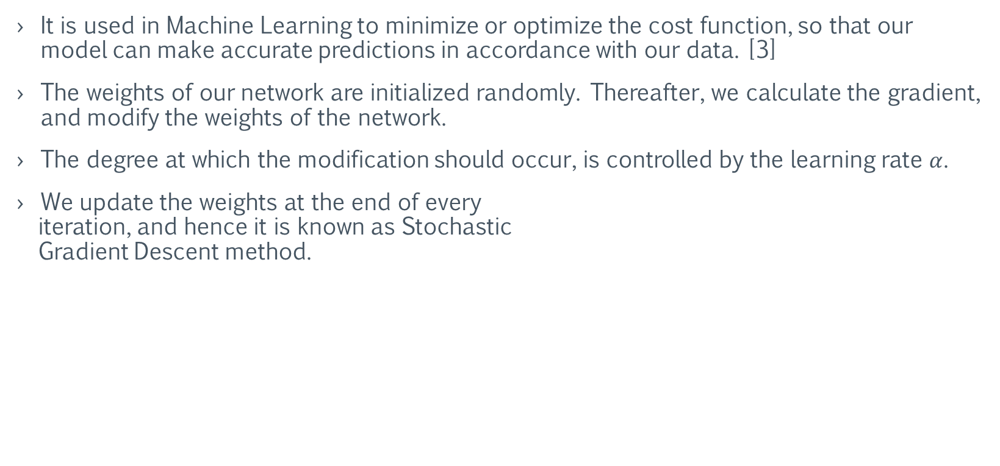 › It is used in Machine Learning to minimize or optimize the cost function, so that our
model can make accurate predictions in accordance with our data. [3]
› The weights of our network are initialized randomly. Thereafter, we calculate the gradient,
and modify the weights of the network.
› The degree at which the modification should occur, is controlled by the learning rate α.
› We update the weights at the end of every
iteration, and hence it is known as Stochastic
Gradient Descent method.